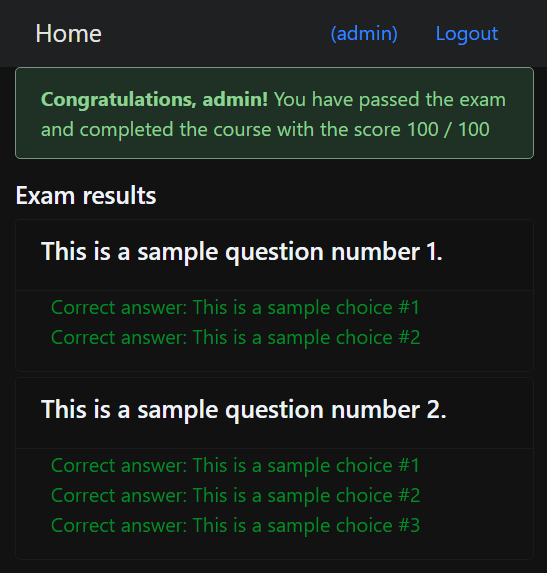 Home (admin) Logout
Congratulations, admin! You have passed the exam
and completed the course with the score 100 / 100
Exam results
This is a sample question number 1.
Correct answer: This is a sample choice #1
Correct answer: This is a sample choice #2
This is a sample question number 2.
Correct answer: This is a sample choice #1
Correct answer: This is a sample choice #2
Correct answer: This is a sample choice #3